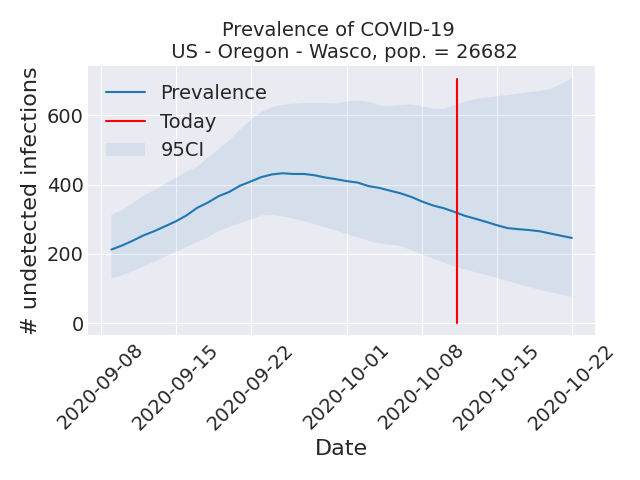 Prevalence of COVID-19
US - Oregon - Wasco, pop. = 26682
# undetected infections
600
400
200
0
Prevalence
Today
95CI
2020-09-08
2020-09-15
2020-09-22
2020-10-01
2020-10-08
2020-10-15
2020-10-22
Date